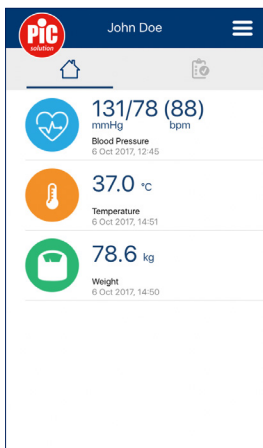 John Doe
PiC
solution
131/78 (88)
mmHg bpm
Blood Pressure
6 Oct 2017, 12:45
37.0 °C
Temperature
6 Oct 2017, 14:51
78.6 kg
Weight
6 Oct 2017, 14:50